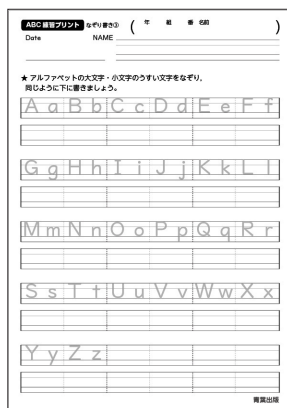 ABC 練習プリント なぞり書き③ ( 年 組 番 名前 )
Date NAME
★ アルファベットの大文字・小文字のうすい文字をなぞり,
同じように下に書きましょう。
A a B b C c D d E e F f
G g H h I i J j K k L l
M m N n O o P p Q q R r
S s T t U u V v W w X x
Y y Z z
青葉出版